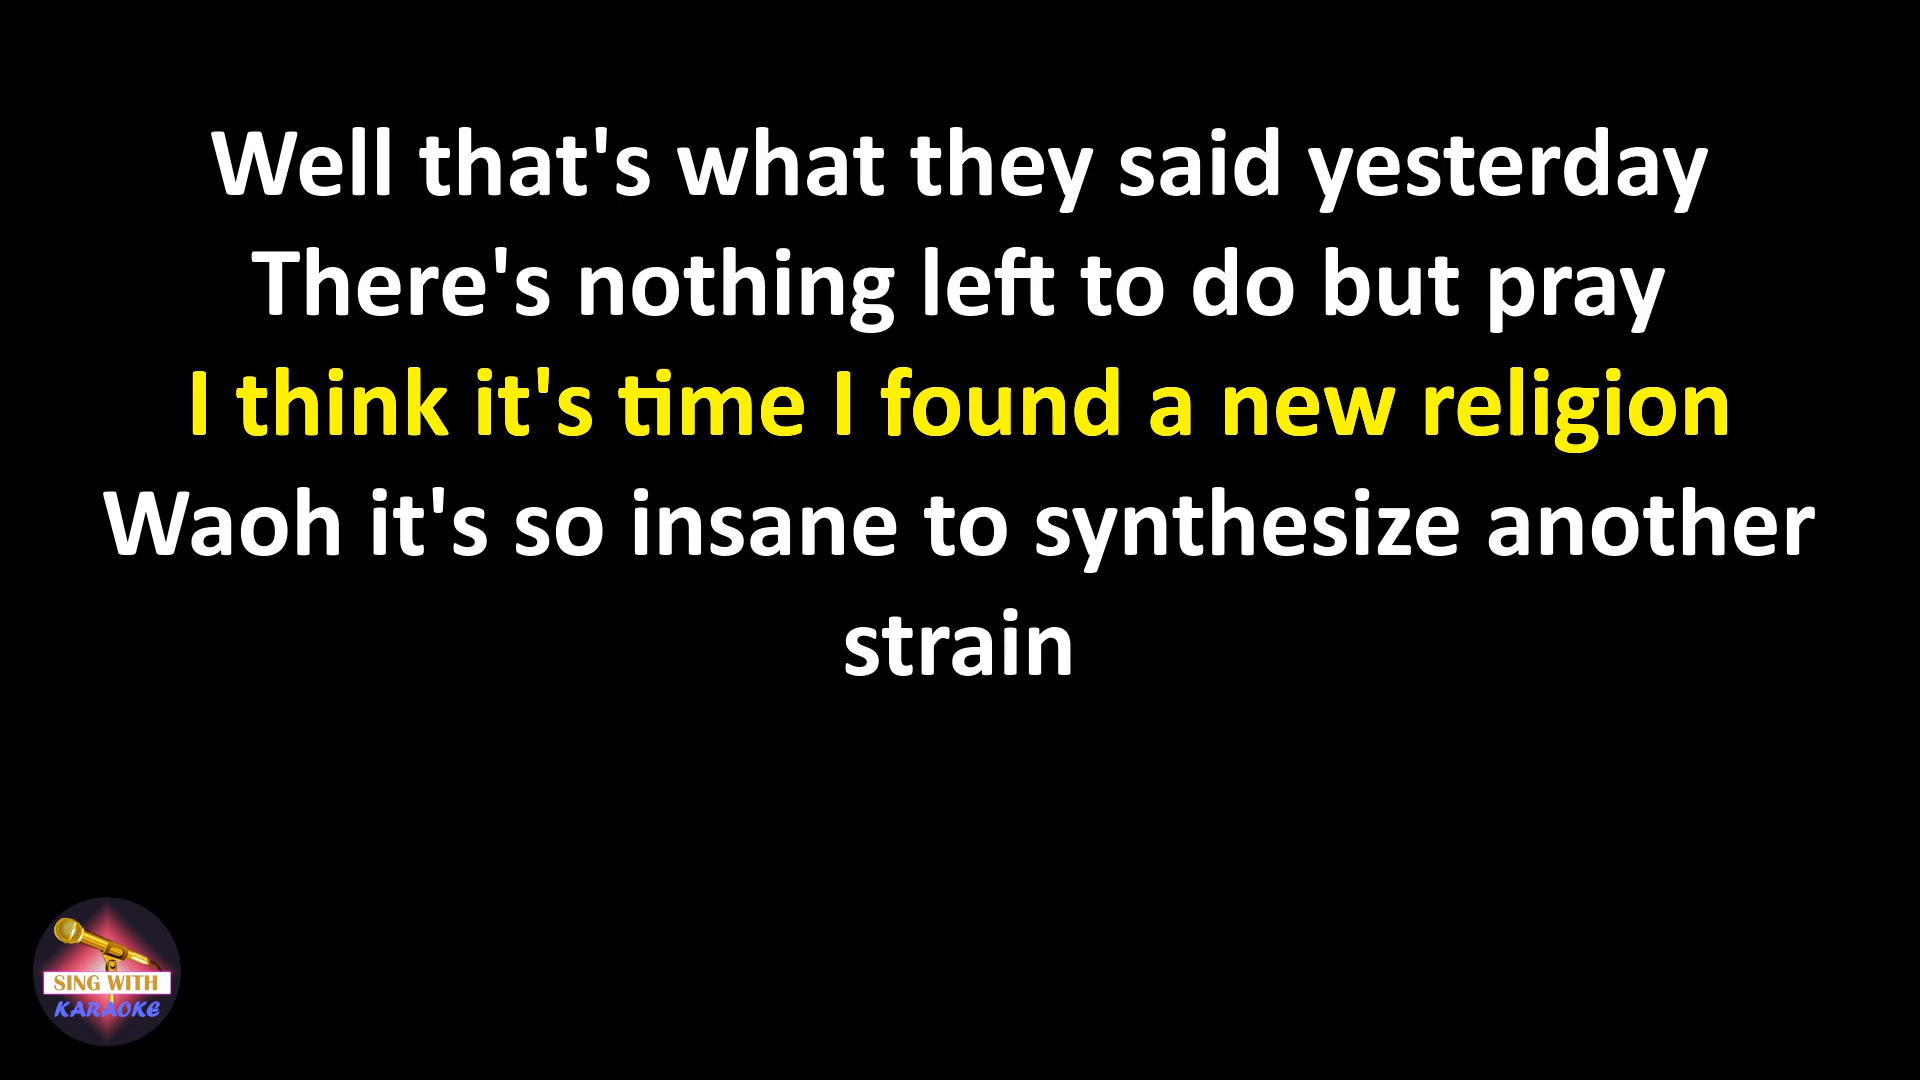 Well that's what they said yesterday
There's nothing left to do but pray
I think it's time I found a new religion
Waoh it's so insane to synthesize another
strain
SING WITH
KARAOKE